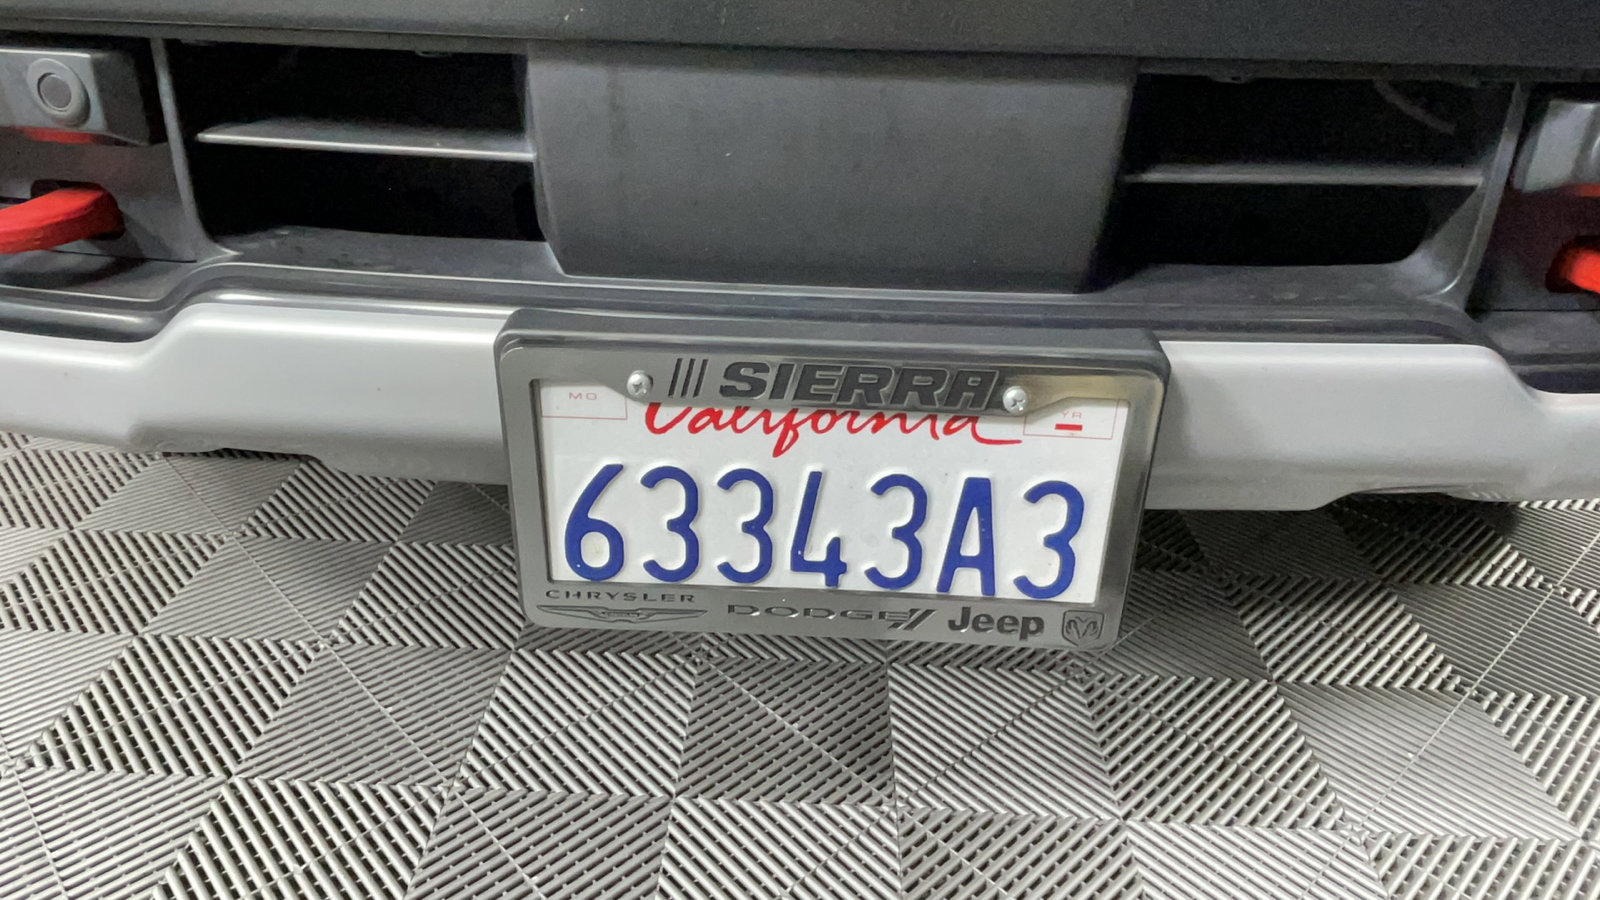 SIERRA
MO
California
YR
63343A3
CHRYSLER
DODGE
Jeep